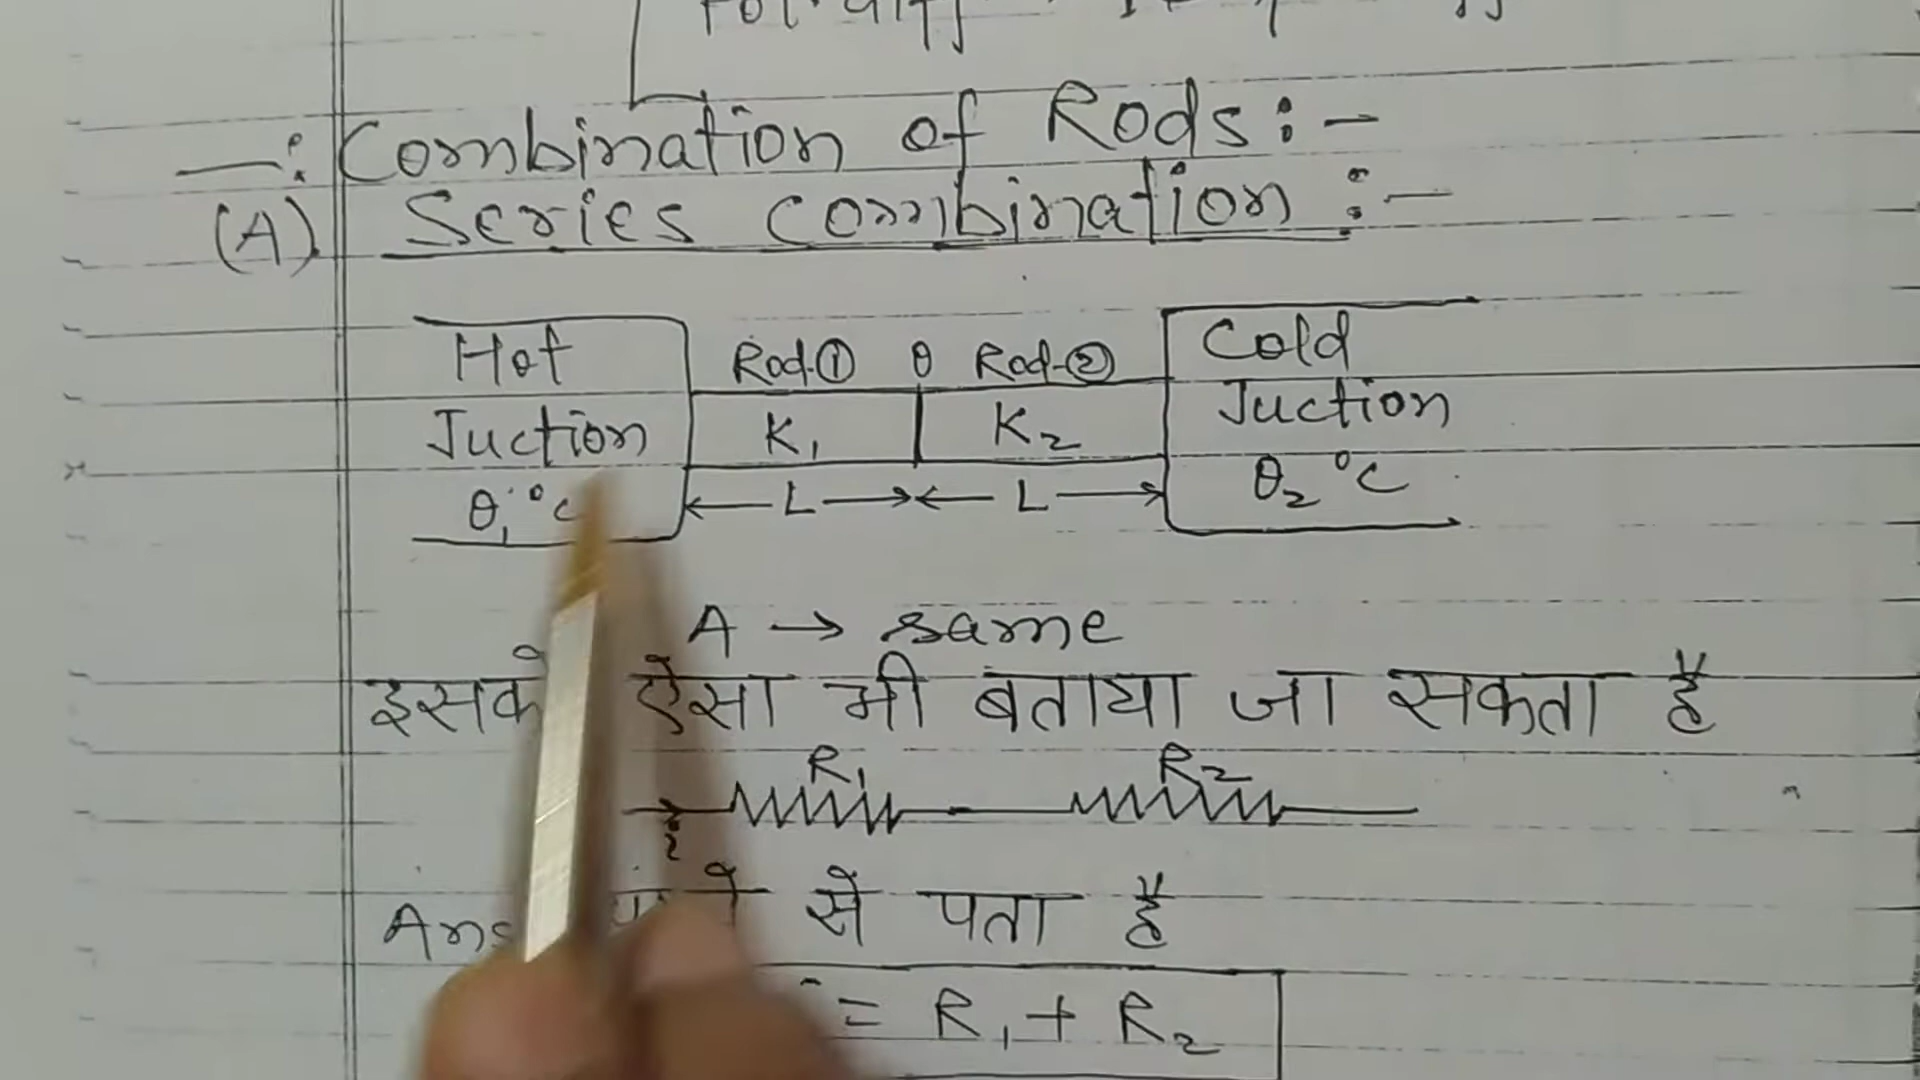 —: Combination of Rods :-
(A). Series combination :-
Hot Juction θ₁°C
Rod-① θ Rod-②
K₁ K₂
L L
Cold Juction θ₂°C
A → same
ऐसा भी बताया जा सकता है
R₁ R₂
Ans से पता है
= R₁ + R₂